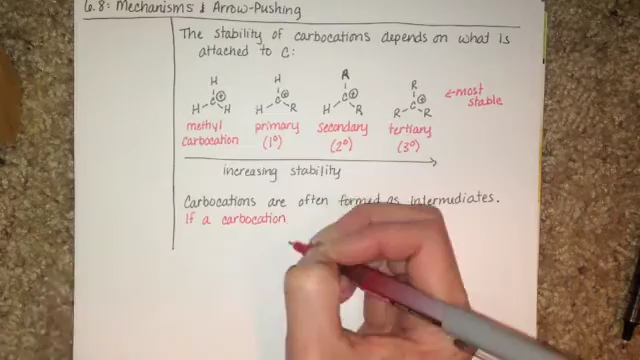 6.8: Mechanisms & Arrow-Pushing
The stability of carbocations depends on what is
attached to C:
H H R R
H C⊕ H H C⊕ R H C⊕ R R C⊕ R
← most
stable
methyl primary secondary tertiary
carbocation (1°) (2°) (3°)
increasing stability
Carbocations are often formed as intermediates.
If a carbocation